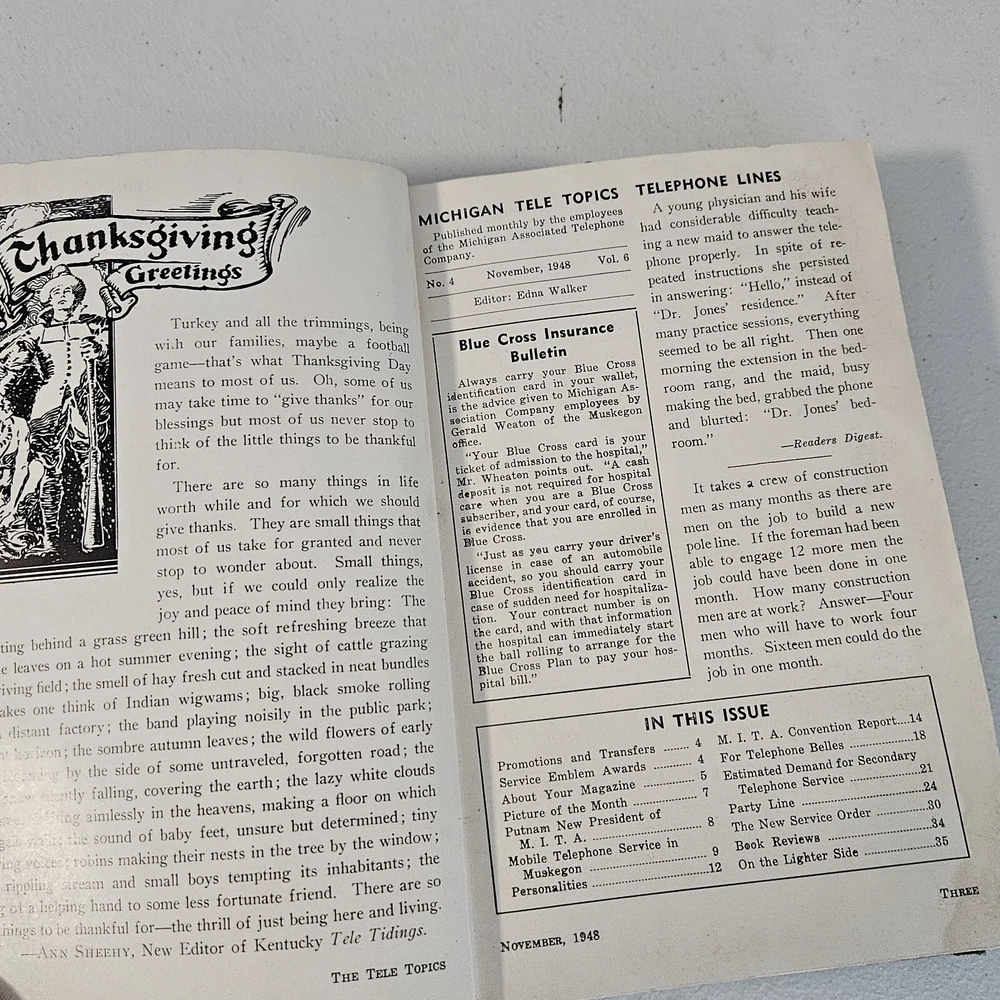 Thanksgiving
Greetings
Turkey and all the trimmings, being
with our families, maybe a football
game—that's what Thanksgiving Day
means to most of us. Oh, some of us
may take time to "give thanks" for our
blessings but most of us never stop to
think of the little things to be thankful
for.
There are so many things in life
worth while and for which we should
give thanks. They are small things that
most of us take for granted and never
stop to wonder about. Small things,
yes, but if we could only realize the
joy and peace of mind they bring: The
behind a grass green hill; the soft refreshing breeze that
leaves on a hot summer evening; the sight of cattle grazing
field; the smell of hay fresh cut and stacked in neat bundles
one think of Indian wigwams; big, black smoke rolling
distant factory; the band playing noisily in the public park;
horizon; the sombre autumn leaves; the wild flowers of early
by the side of some untraveled, forgotten road; the
falling, covering the earth; the lazy white clouds
aimlessly in the heavens, making a floor on which
the sound of baby feet, unsure but determined; tiny
robins making their nests in the tree by the window;
rippling stream and small boys tempting its inhabitants; the
of a helping hand to some less fortunate friend. There are so
things to be thankful for—the thrill of just being here and living.
—Ann Sheehy, New Editor of Kentucky Tele Tidings.
The Tele Topics
MICHIGAN TELE TOPICS
Published monthly by the employees
of the Michigan Associated Telephone
Company.
No. 4 November, 1948 Vol. 6
Editor: Edna Walker
Blue Cross Insurance
Bulletin
Always carry your Blue Cross
identification card in your wallet,
is the advice given to Michigan As-
sociation Company employees by
Gerald Weaton of the Muskegon
office.
"Your Blue Cross card is your
ticket of admission to the hospital,"
Mr. Wheaton points out. "A cash
deposit is not required for hospital
care when you are a Blue Cross
subscriber, and your card, of course,
is evidence that you are enrolled in
Blue Cross.
"Just as you carry your driver's
license in case of an automobile
accident, so you should carry your
Blue Cross identification card in
case of sudden need for hospitaliza-
tion. Your contract number is on
the card, and with that information
the hospital can immediately start
the ball rolling to arrange for the
Blue Cross Plan to pay your hos-
pital bill."
TELEPHONE LINES
A young physician and his wife
had considerable difficulty teach-
ing a new maid to answer the tele-
phone properly. In spite of re-
peated instructions she persisted
in answering: "Hello," instead of
"Dr. Jones' residence." After
many practice sessions, everything
seemed to be all right. Then one
morning the extension in the bed-
room rang, and the maid, busy
making the bed, grabbed the phone
and blurted: "Dr. Jones' bed-
room."
—Readers Digest.
It takes a crew of construction
men as many months as there are
men on the job to build a new
pole line. If the foreman had been
able to engage 12 more men the
job could have been done in one
month. How many construction
men are at work? Answer—Four
men who will have to work four
months. Sixteen men could do the
job in one month.
IN THIS ISSUE
Promotions and Transfers ........ 4
Service Emblem Awards ........... 4
About Your Magazine .............. 5
Picture of the Month ............... 7
Putnam New President of
M. I. T. A. ............................ 8
Mobile Telephone Service in
Muskegon ............................ 9
Personalities ............................12
M. I. T. A. Convention Report....14
For Telephone Belles ...............18
Estimated Demand for Secondary
Telephone Service ................21
Party Line ..............................24
The New Service Order ............30
Book Reviews .........................34
On the Lighter Side .................35
November, 1948
Three